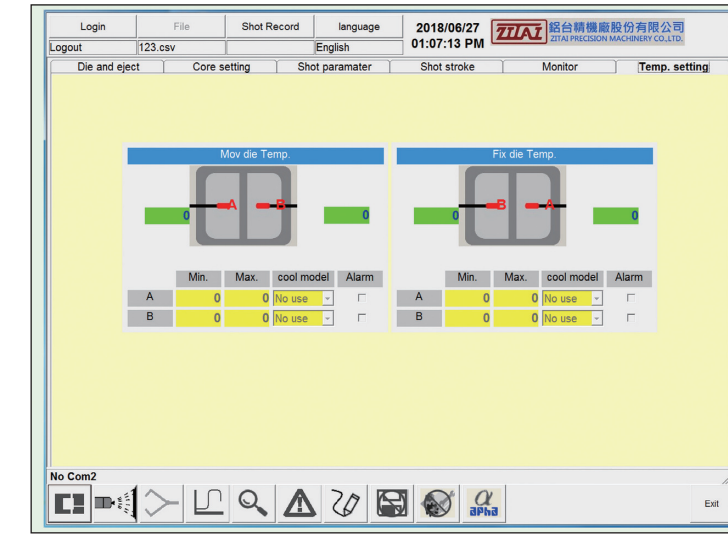 Login File Shot Record language 2018/06/27 ZITAI 鋁台精機廠股份有限公司
Logout 123.csv English 01:07:13 PM ZITAI PRECISION MACHINERY CO.,LTD.
Die and eject Core setting Shot paramater Shot stroke Monitor Temp. setting
Mov die Temp. Fix die Temp.
A B B A
0 0 0 0
Min. Max. cool model Alarm Min. Max. cool model Alarm
A 0 0 No use A 0 0 No use
B 0 0 No use B 0 0 No use
No Com2
α
apha
Exit